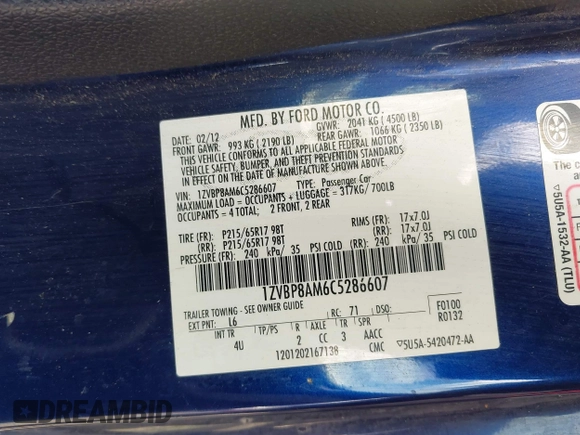 MFD. BY FORD MOTOR CO.
DATE: 02/12 GVWR: 2041 KG ( 4500 LB)
FRONT GAWR: 993 KG ( 2190 LB) REAR GAWR: 1066 KG ( 2350 LB)
THIS VEHICLE CONFORMS TO ALL APPLICABLE FEDERAL MOTOR
VEHICLE SAFETY, BUMPER, AND THEFT PREVENTION STANDARDS
IN EFFECT ON THE DATE OF MANUFACTURE SHOWN ABOVE.
VIN: 1ZVBP8AM6C5286607 TYPE: Passenger Car
MAXIMUM LOAD = OCCUPANTS + LUGGAGE = 317KG/ 700LB
OCCUPANTS = 4 TOTAL; 2 FRONT, 2 REAR
TIRE (FR): P215/65R17 98T RIMS (FR): 17x7.0J
(RR): P215/65R17 98T (RR): 17x7.0J
PRESSURE (FR): 240 kPa/ 35 PSI COLD (RR): 240 kPa/ 35 PSI COLD
1ZVBP8AM6C5286607
TRAILER TOWING - SEE OWNER GUIDE
EXT PNT: L6 RC: 71 DSO: F0100
R0132
INT TR TP/PS R AXLE TR SPR
4U 2 CC 3 AACC
1201202167138 CMC ▽5U5A-5420472-AA
The c
a
▽5U5A-1532-AA (TLU)
DREAMBID